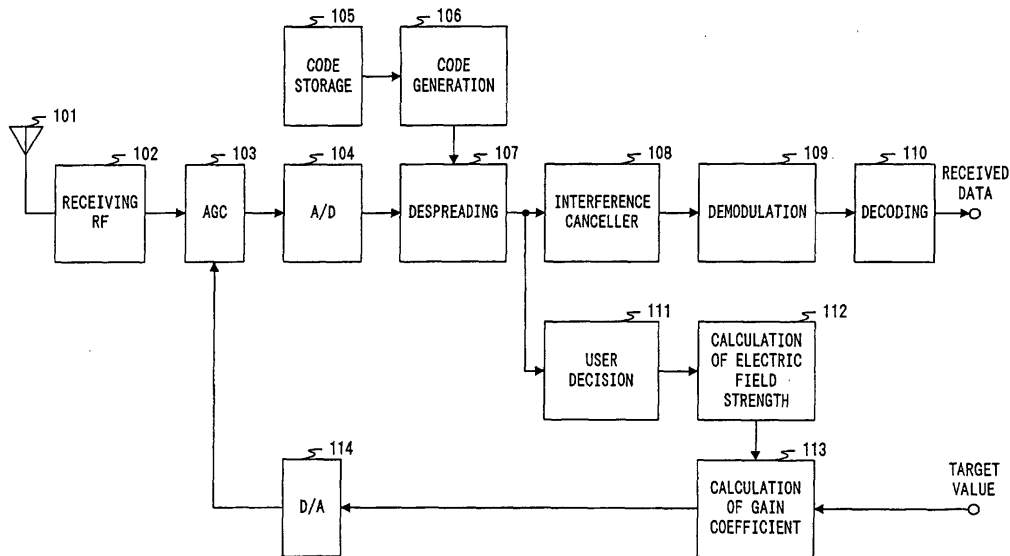 105
106
CODE
STORAGE
CODE
GENERATION
101
102
103
104
107
108
109
110
RECEIVING
RF
AGC
A/D
DESPREADING
INTERFERENCE
CANCELLER
DEMODULATION
DECODING
RECEIVED
DATA
111
112
USER
DECISION
CALCULATION
OF ELECTRIC
FIELD
STRENGTH
114
113
D/A
CALCULATION
OF GAIN
COEFFICIENT
TARGET
VALUE